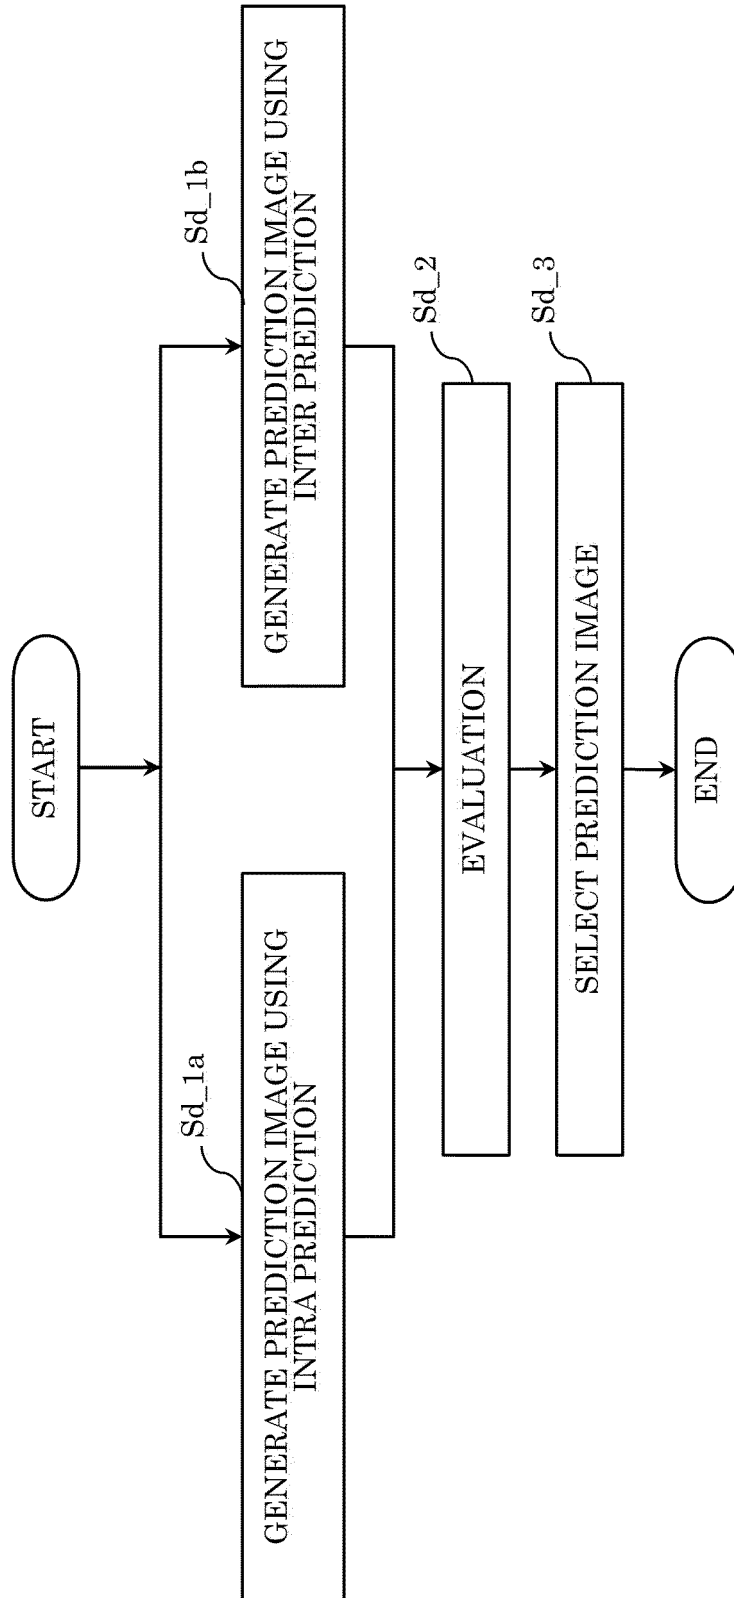 START
Sd_1a
GENERATE PREDICTION IMAGE USING
INTRA PREDICTION
Sd_1b
GENERATE PREDICTION IMAGE USING
INTER PREDICTION
Sd_2
EVALUATION
Sd_3
SELECT PREDICTION IMAGE
END